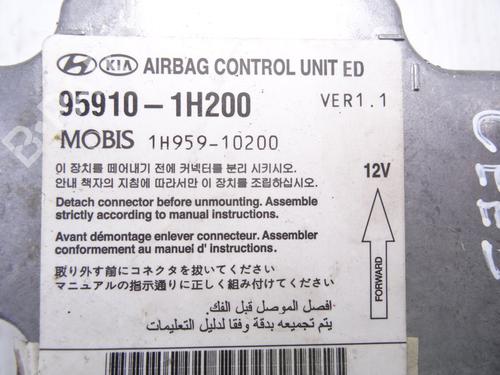 HYUNDAI KIA AIRBAG CONTROL UNIT ED
95910-1H200 VER1.1
MOBIS 1H959-10200
이 장치를 떼어내기 전에 커넥터를 분리 시키시오.
안내 책자의 지침에 따라서만 이 장치를 조립하십시오.
12V
Detach connector before unmounting. Assemble
strictly according to manual instructions.
Avant démontage enlever connecteur. Assembler
conformement au manuel d' instructions.
FORWARD
取り外す前にコネクタを抜いてください
マニュアルの指示通りに正しく組み付けてください
افصل الموصل قبل الفك.
يتم تجميعه بدقة وفقا لدليل التعليمات
CEED